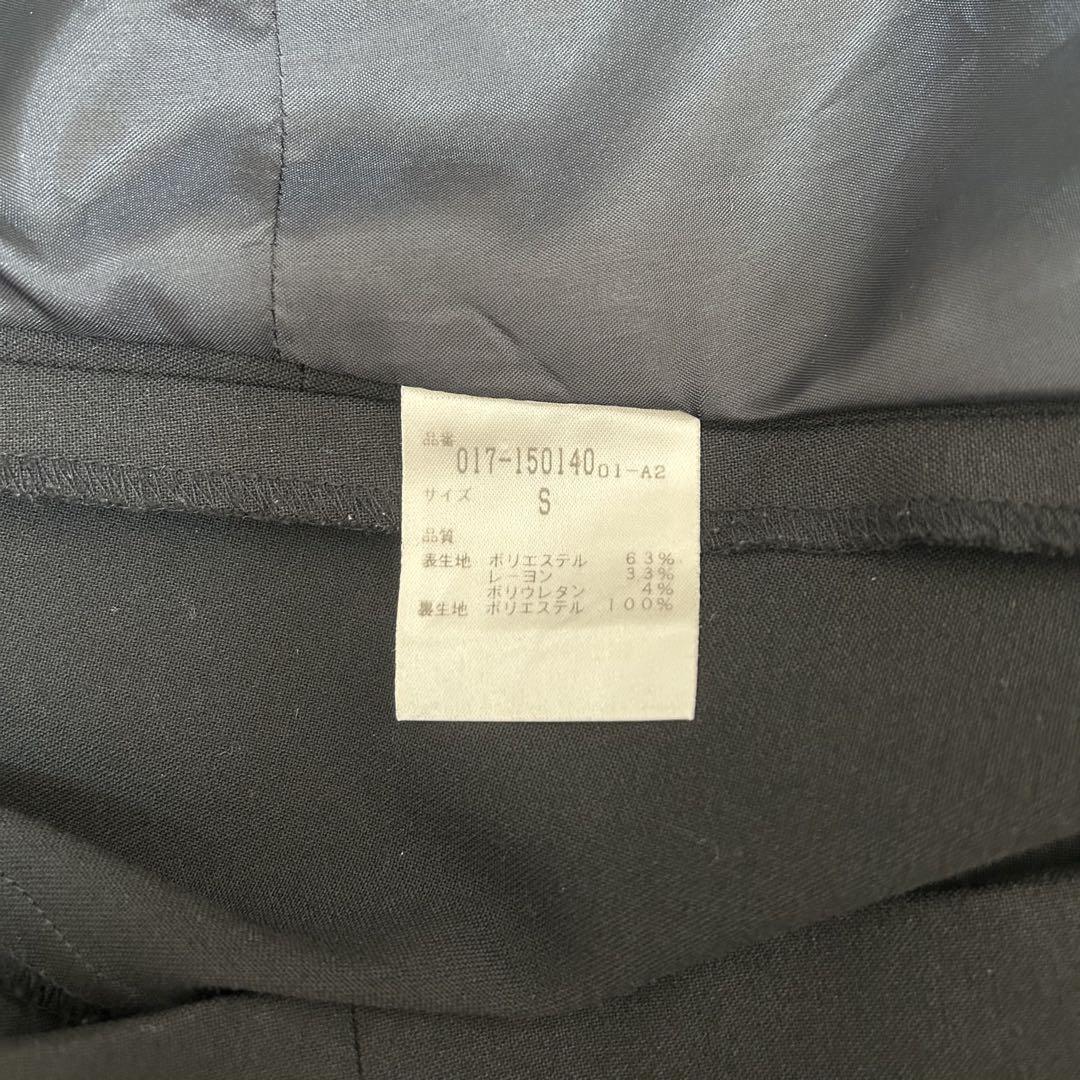 品番
017-150140 01-A2
サイズ S
品質
表生地 ポリエステル 63%
レーヨン 33%
ポリウレタン 4%
裏生地 ポリエステル 100%